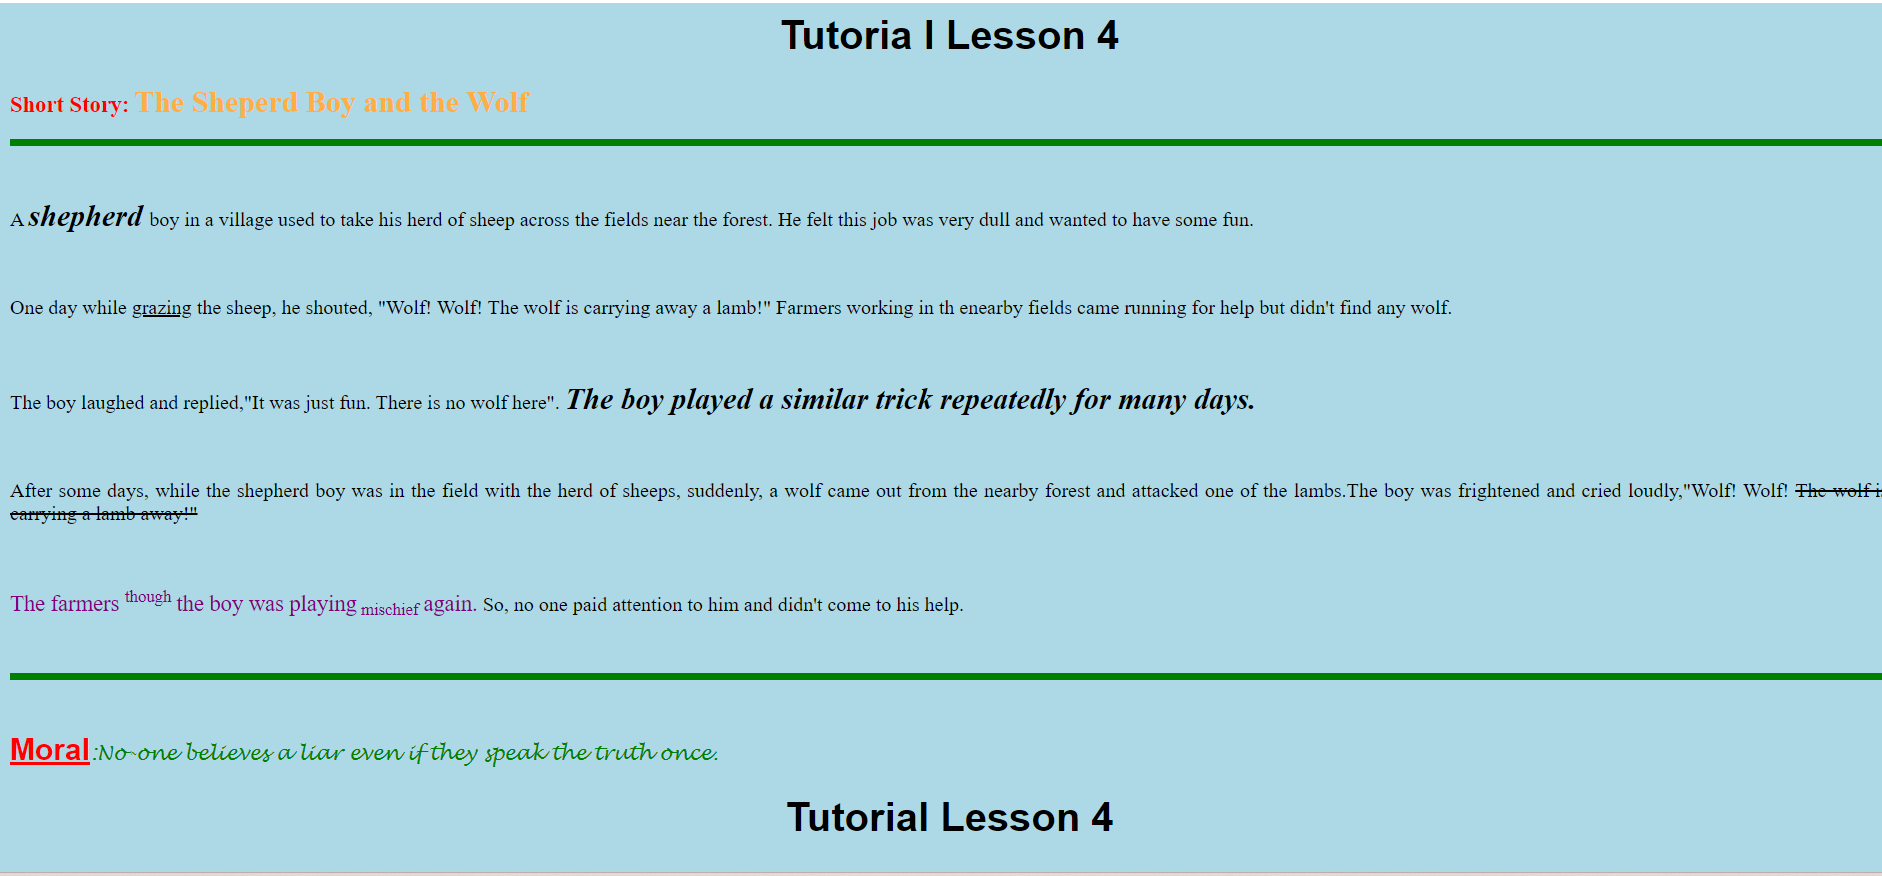 Tutoria l Lesson 4
Short Story: The Sheperd Boy and the Wolf
A shepherd boy in a village used to take his herd of sheep across the fields near the forest. He felt this job was very dull and wanted to have some fun.
One day while grazing the sheep, he shouted, "Wolf! Wolf! The wolf is carrying away a lamb!" Farmers working in th enearby fields came running for help but didn't find any wolf.
The boy laughed and replied,"It was just fun. There is no wolf here". The boy played a similar trick repeatedly for many days.
After some days, while the shepherd boy was in the field with the herd of sheeps, suddenly, a wolf came out from the nearby forest and attacked one of the lambs.The boy was frightened and cried loudly,"Wolf! Wolf! The wolf is
carrying a lamb away!"
The farmers though the boy was playing mischief again. So, no one paid attention to him and didn't come to his help.
Moral:No-one believes a liar even if they speak the truth once.
Tutorial Lesson 4